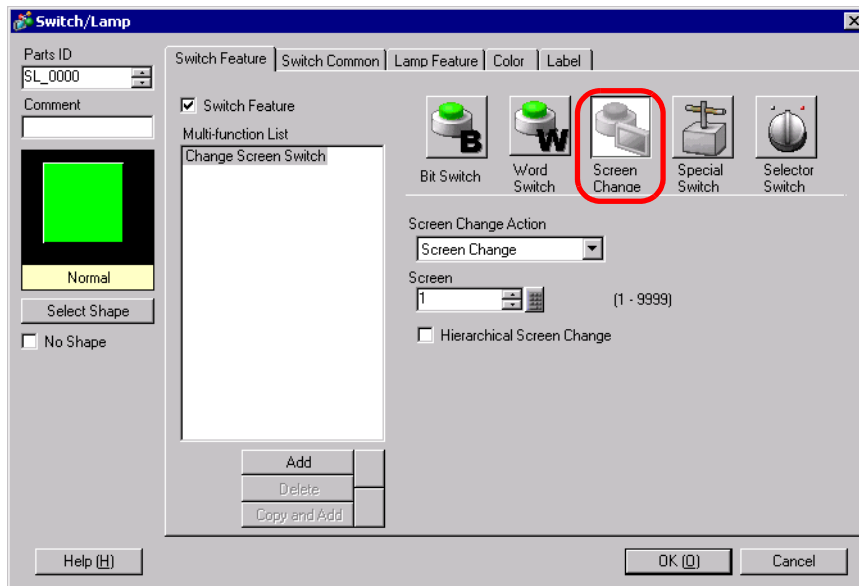 Switch/Lamp
Parts ID
SL_0000
Comment
Normal
Select Shape
No Shape
Switch Feature
Switch Common
Lamp Feature
Color
Label
Switch Feature
Multi-function List
Change Screen Switch
Add
Delete
Copy and Add
B
Bit Switch
W
Word
Switch
Screen
Change
Special
Switch
Selector
Switch
Screen Change Action
Screen Change
Screen
1
(1 - 9999)
Hierarchical Screen Change
Help (H)
OK (O)
Cancel